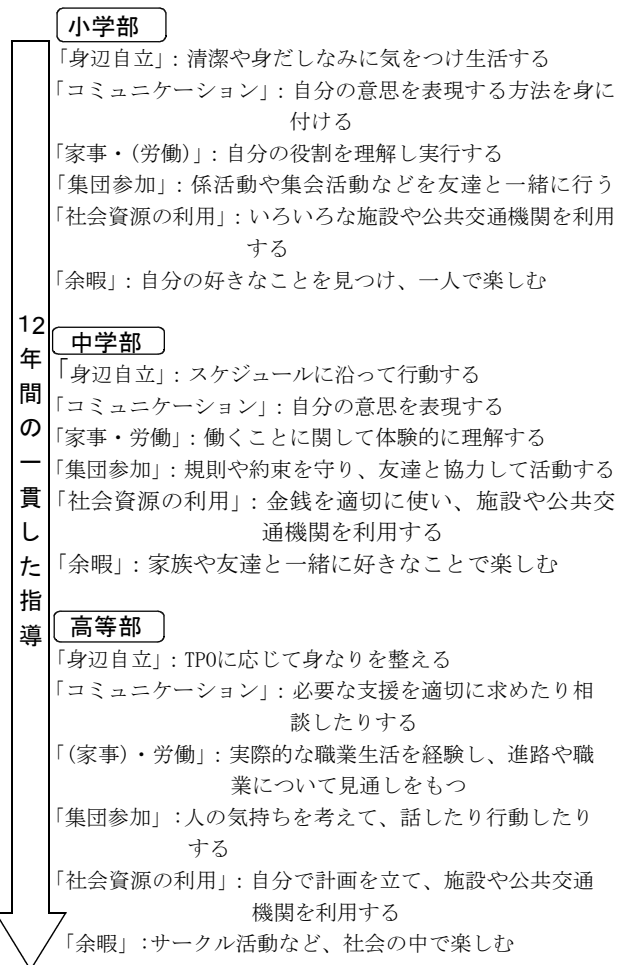 小学部
「身辺自立」：清潔や身だしなみに気をつけ生活する
「コミュニケーション」：自分の意思を表現する方法を身に
付ける
「家事・(労働)」：自分の役割を理解し実行する
「集団参加」：係活動や集会活動などを友達と一緒に行う
「社会資源の利用」：いろいろな施設や公共交通機関を利用
する
「余暇」：自分の好きなことを見つけ、一人で楽しむ
12年間の一貫した指導
中学部
「身辺自立」：スケジュールに沿って行動する
「コミュニケーション」：自分の意思を表現する
「家事・労働」：働くことに関して体験的に理解する
「集団参加」：規則や約束を守り、友達と協力して活動する
「社会資源の利用」：金銭を適切に使い、施設や公共交
通機関を利用する
「余暇」：家族や友達と一緒に好きなことで楽しむ
高等部
「身辺自立」：TPOに応じて身なりを整える
「コミュニケーション」：必要な支援を適切に求めたり相
談したりする
「(家事)・労働」：実際的な職業生活を経験し、進路や職
業について見通しをもつ
「集団参加」：人の気持ちを考えて、話したり行動したり
する
「社会資源の利用」：自分で計画を立て、施設や公共交通
機関を利用する
「余暇」：サークル活動など、社会の中で楽しむ